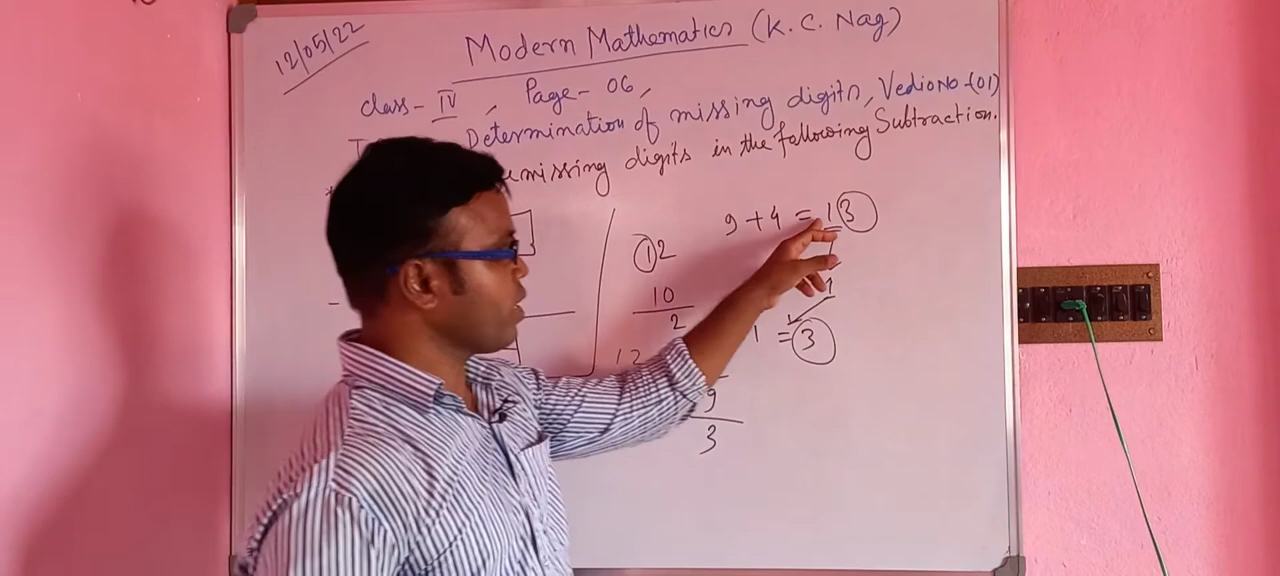 12/05/22
Modern Mathematics (K. C. Nag)
Class - IV, Page - 06,
Determination of missing digits, Vedio No - (01)
missing digits in the following Subtraction.
9 + 4 = 13
12
10
2
1
1 = 3
12
9
3